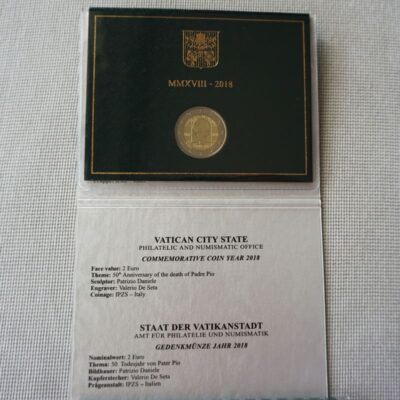 MMXVIII - 2018
VATICAN CITY STATE
PHILATELIC AND NUMISMATIC OFFICE
COMMEMORATIVE COIN YEAR 2018
Face value: 2 Euro
Theme: 50th Anniversary of the death of Padre Pio
Sculptor: Patrizio Daniele
Engraver: Valerio De Seta
Coinage: IPZS – Italy
STAAT DER VATIKANSTADT
AMT FÜR PHILATELIE UND NUMISMATIK
GEDENKMÜNZE JAHR 2018
Nominalwert: 2 Euro
Thema: 50 Todesjahr von Pater Pio
Bildhauer: Patrizio Daniele
Kupferstecher: Valerio De Seta
Prägeanstalt: IPZS – Italien